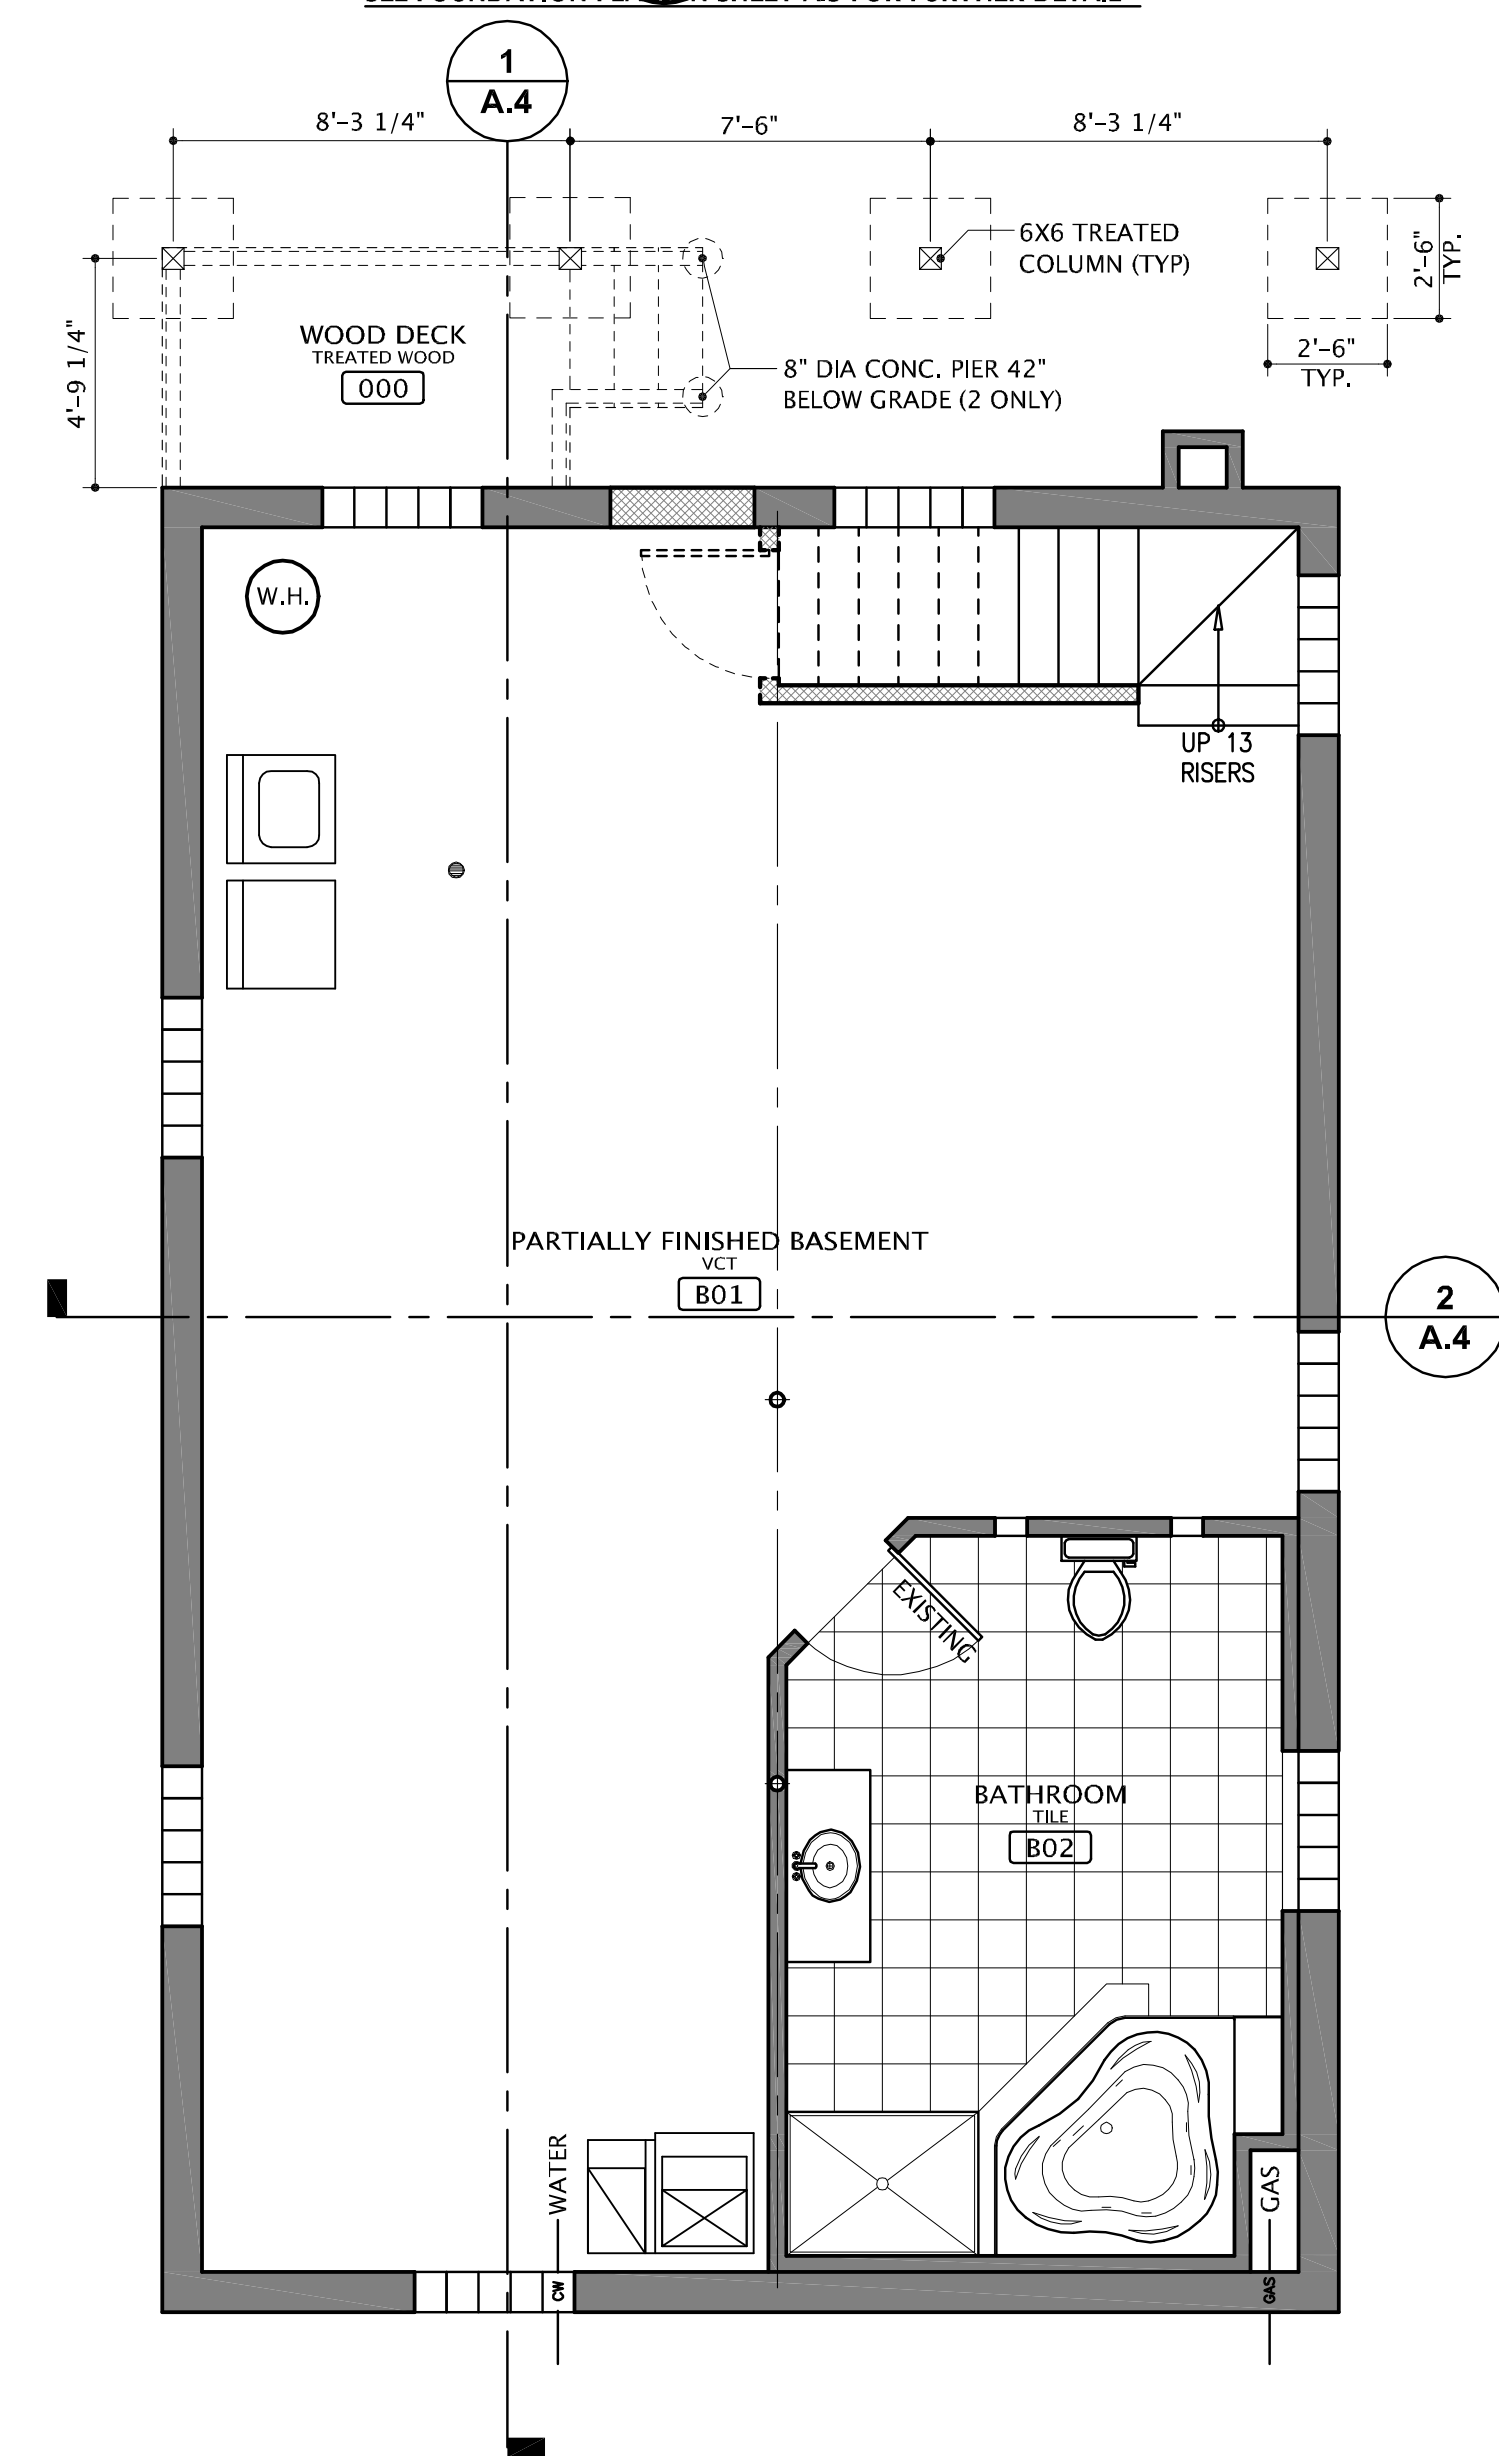 1
A.4
8'-3 1/4"
7'-6"
8'-3 1/4"
6X6 TREATED
COLUMN (TYP)
2'-6"
TYP.
2'-6"
TYP.
4'-9 1/4"
WOOD DECK
TREATED WOOD
000
8" DIA CONC. PIER 42"
BELOW GRADE (2 ONLY)
W.H.
UP 13
RISERS
PARTIALLY FINISHED BASEMENT
VCT
B01
2
A.4
EXISTING
BATHROOM
TILE
B02
WATER
GAS
CW
GAS